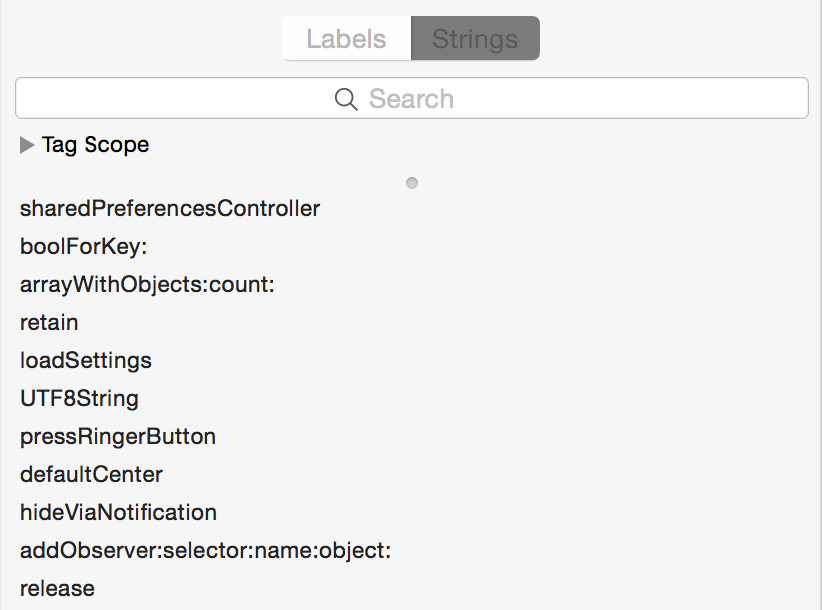 Labels Strings
Search
Tag Scope
sharedPreferencesController
boolForKey:
arrayWithObjects:count:
retain
loadSettings
UTF8String
pressRingerButton
defaultCenter
hideViaNotification
addObserver:selector:name:object:
release